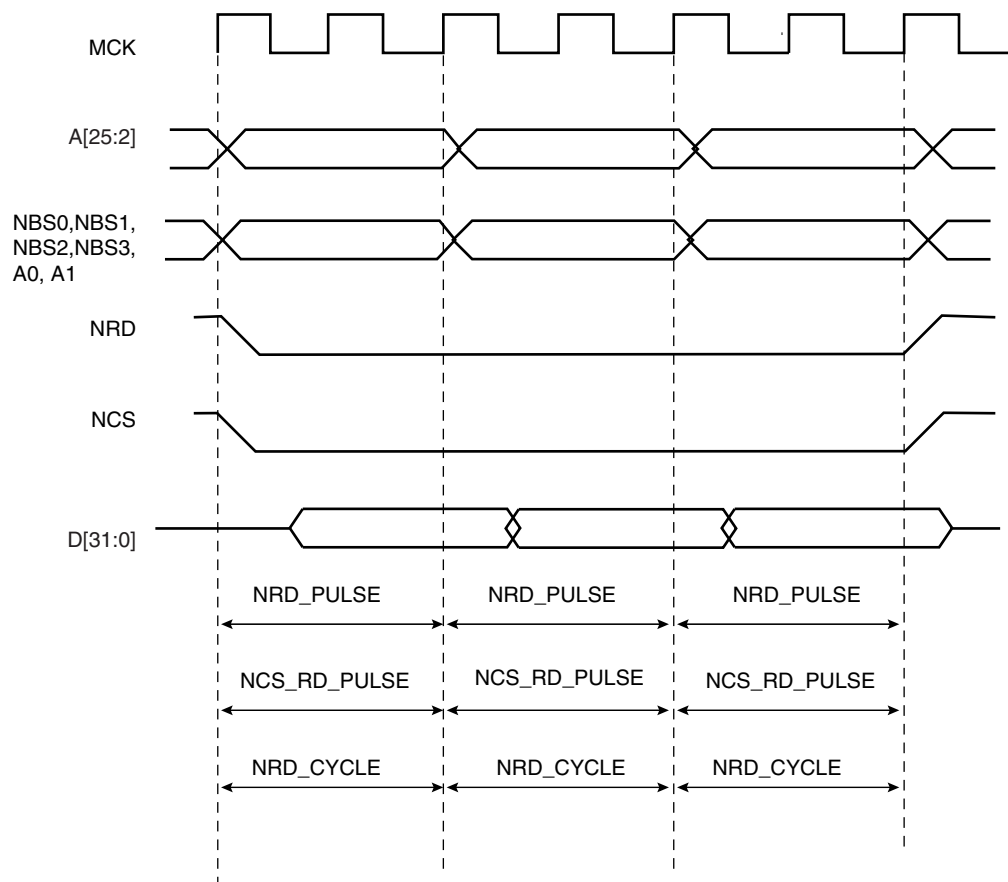 MCK
A[25:2]
NBS0,NBS1,
NBS2,NBS3,
A0, A1
NRD
NCS
D[31:0]
NRD_PULSE NRD_PULSE NRD_PULSE
NCS_RD_PULSE NCS_RD_PULSE NCS_RD_PULSE
NRD_CYCLE NRD_CYCLE NRD_CYCLE